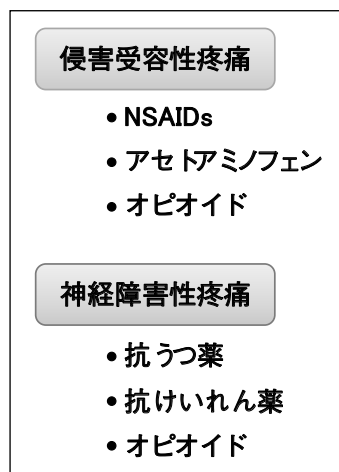 侵害受容性疼痛
• NSAIDs
• アセトアミノフェン
• オピオイド
神経障害性疼痛
• 抗うつ薬
• 抗けいれん薬
• オピオイド